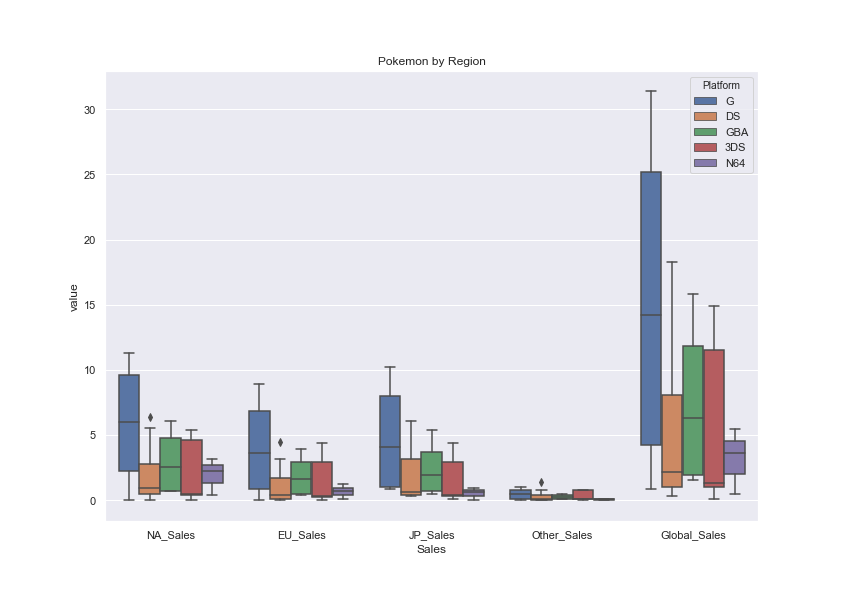 Pokemon by Region
Platform
G
DS
GBA
3DS
N64
30
25
20
15
10
5
0
value
NA_Sales
EU_Sales
JP_Sales
Other_Sales
Global_Sales
Sales